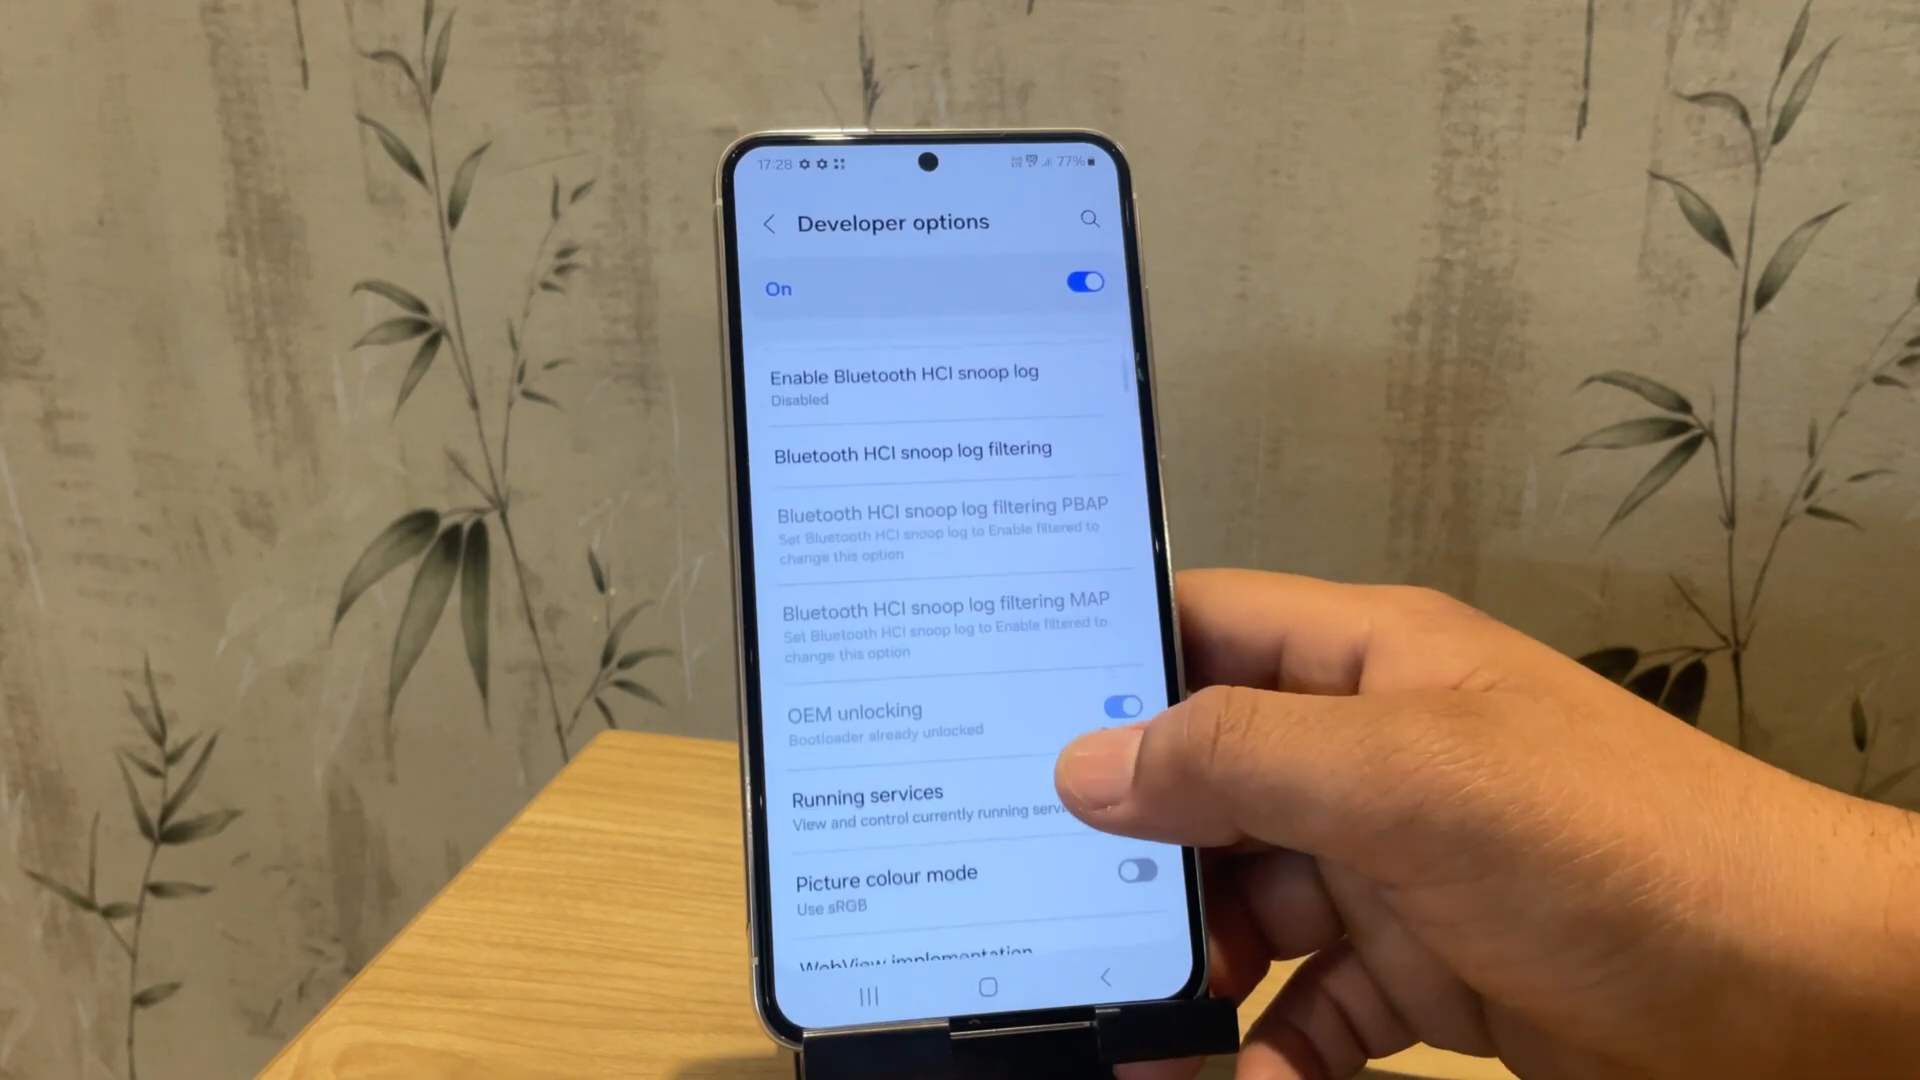 17:28
77%
Developer options
On
Enable Bluetooth HCI snoop log
Disabled
Bluetooth HCI snoop log filtering
Bluetooth HCI snoop log filtering PBAP
Set Bluetooth HCI snoop log to Enable filtered to
change this option
Bluetooth HCI snoop log filtering MAP
Set Bluetooth HCI snoop log to Enable filtered to
change this option
OEM unlocking
Bootloader already unlocked
Running services
View and control currently running
Picture colour mode
Use sRGB
WebView implementation